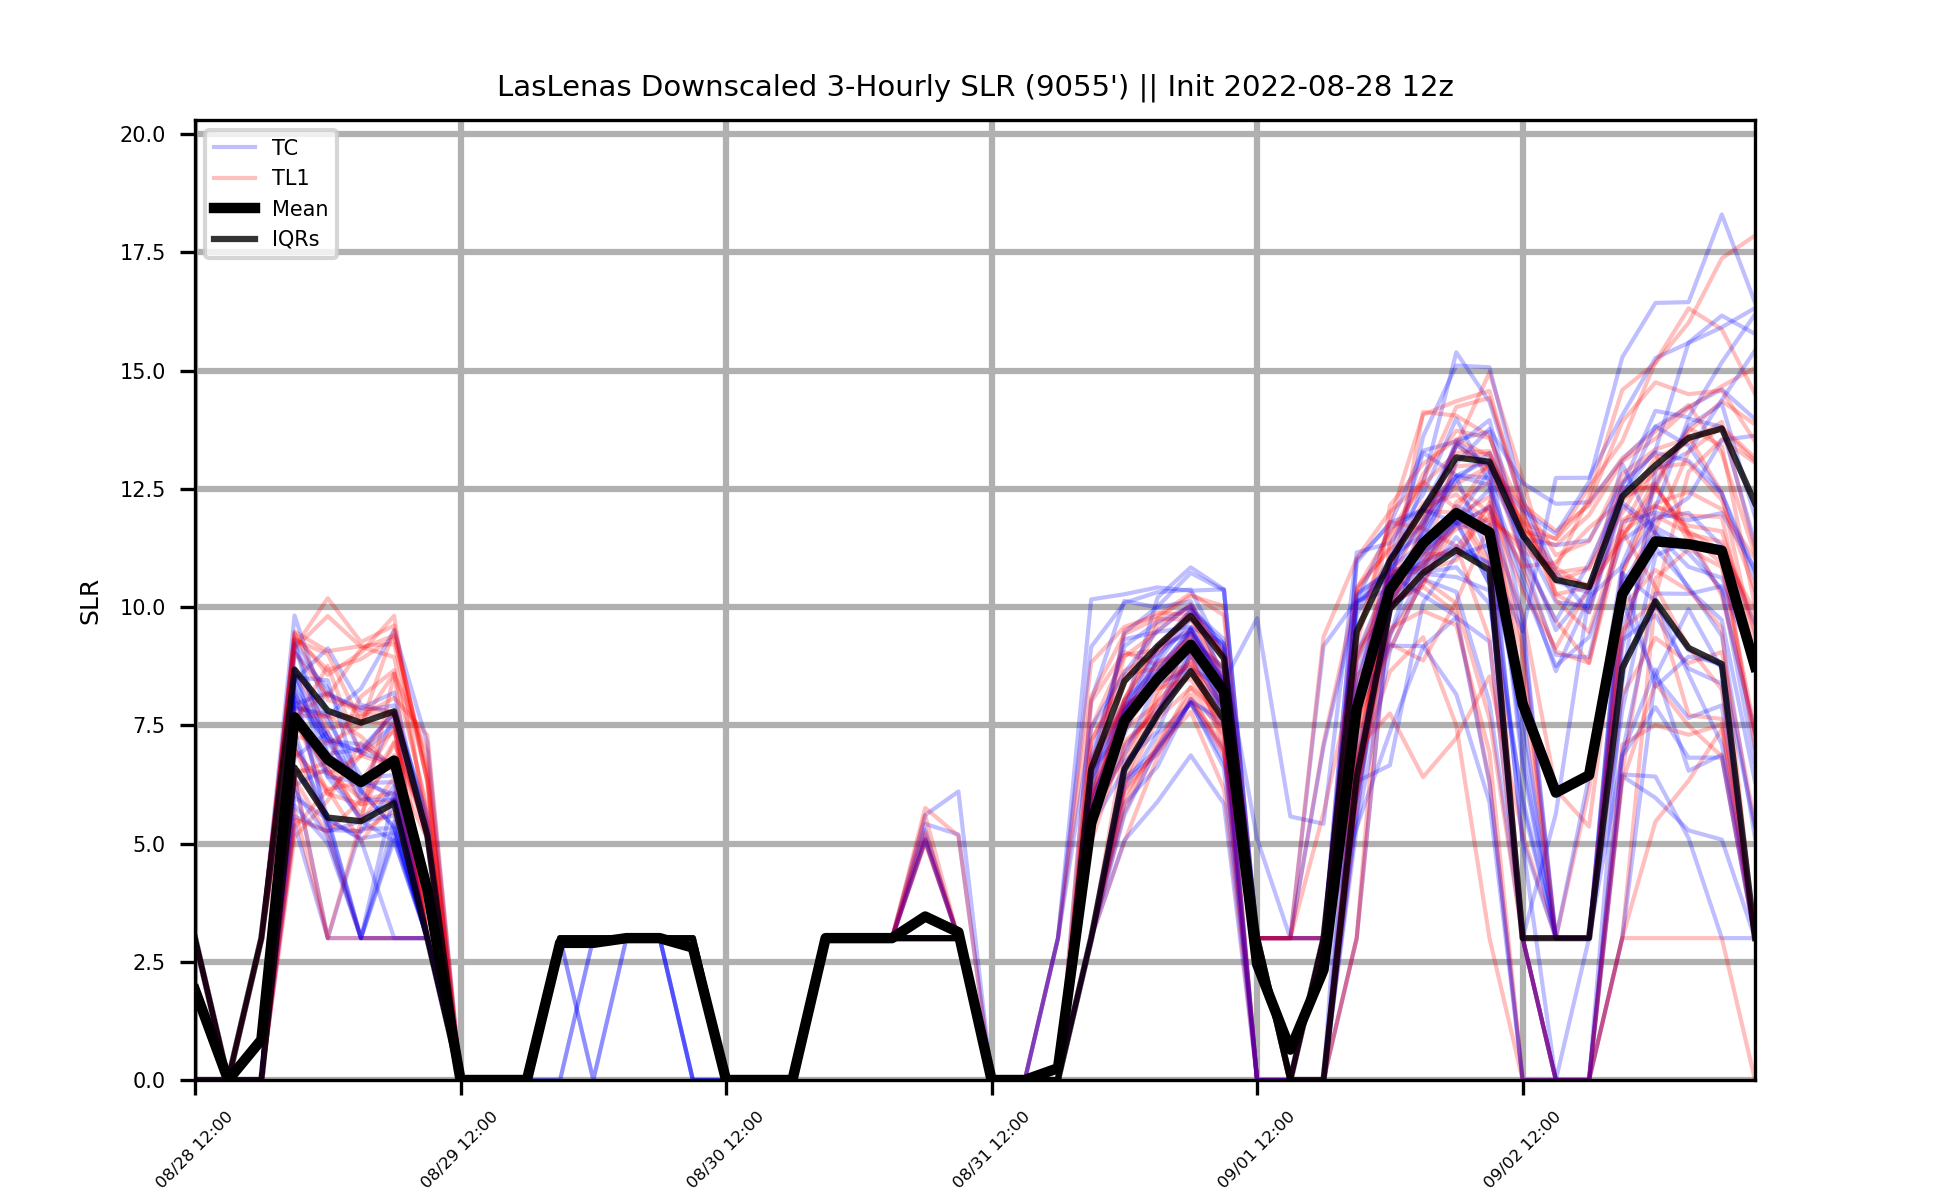 LasLenas Downscaled 3-Hourly SLR (9055') || Init 2022-08-28 12z
TC
TL1
Mean
IQRs
SLR
20.0
17.5
15.0
12.5
10.0
7.5
5.0
2.5
0.0
08/28 12:00
08/29 12:00
08/30 12:00
08/31 12:00
09/01 12:00
09/02 12:00